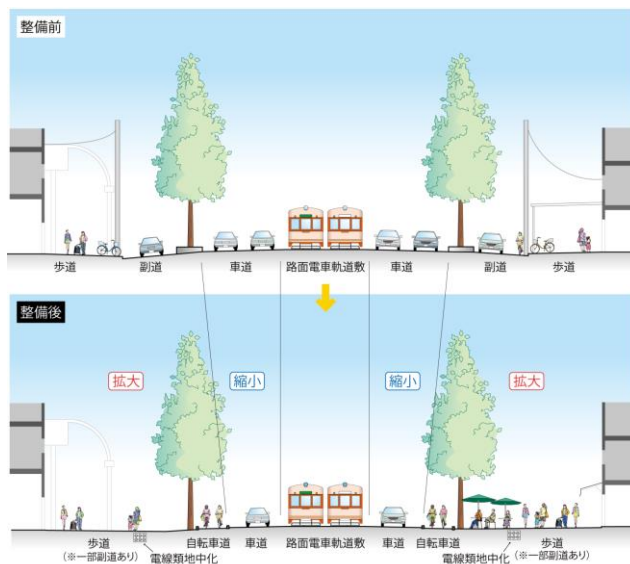 整備前
歩道 副道 車道 路面電車軌道敷 車道 副道 歩道
整備後
拡大 縮小 縮小 拡大
歩道 自転車道 車道 路面電車軌道敷 車道 自転車道 歩道
(※一部副道あり) 電線類地中化 電線類地中化 (※一部副道あり)